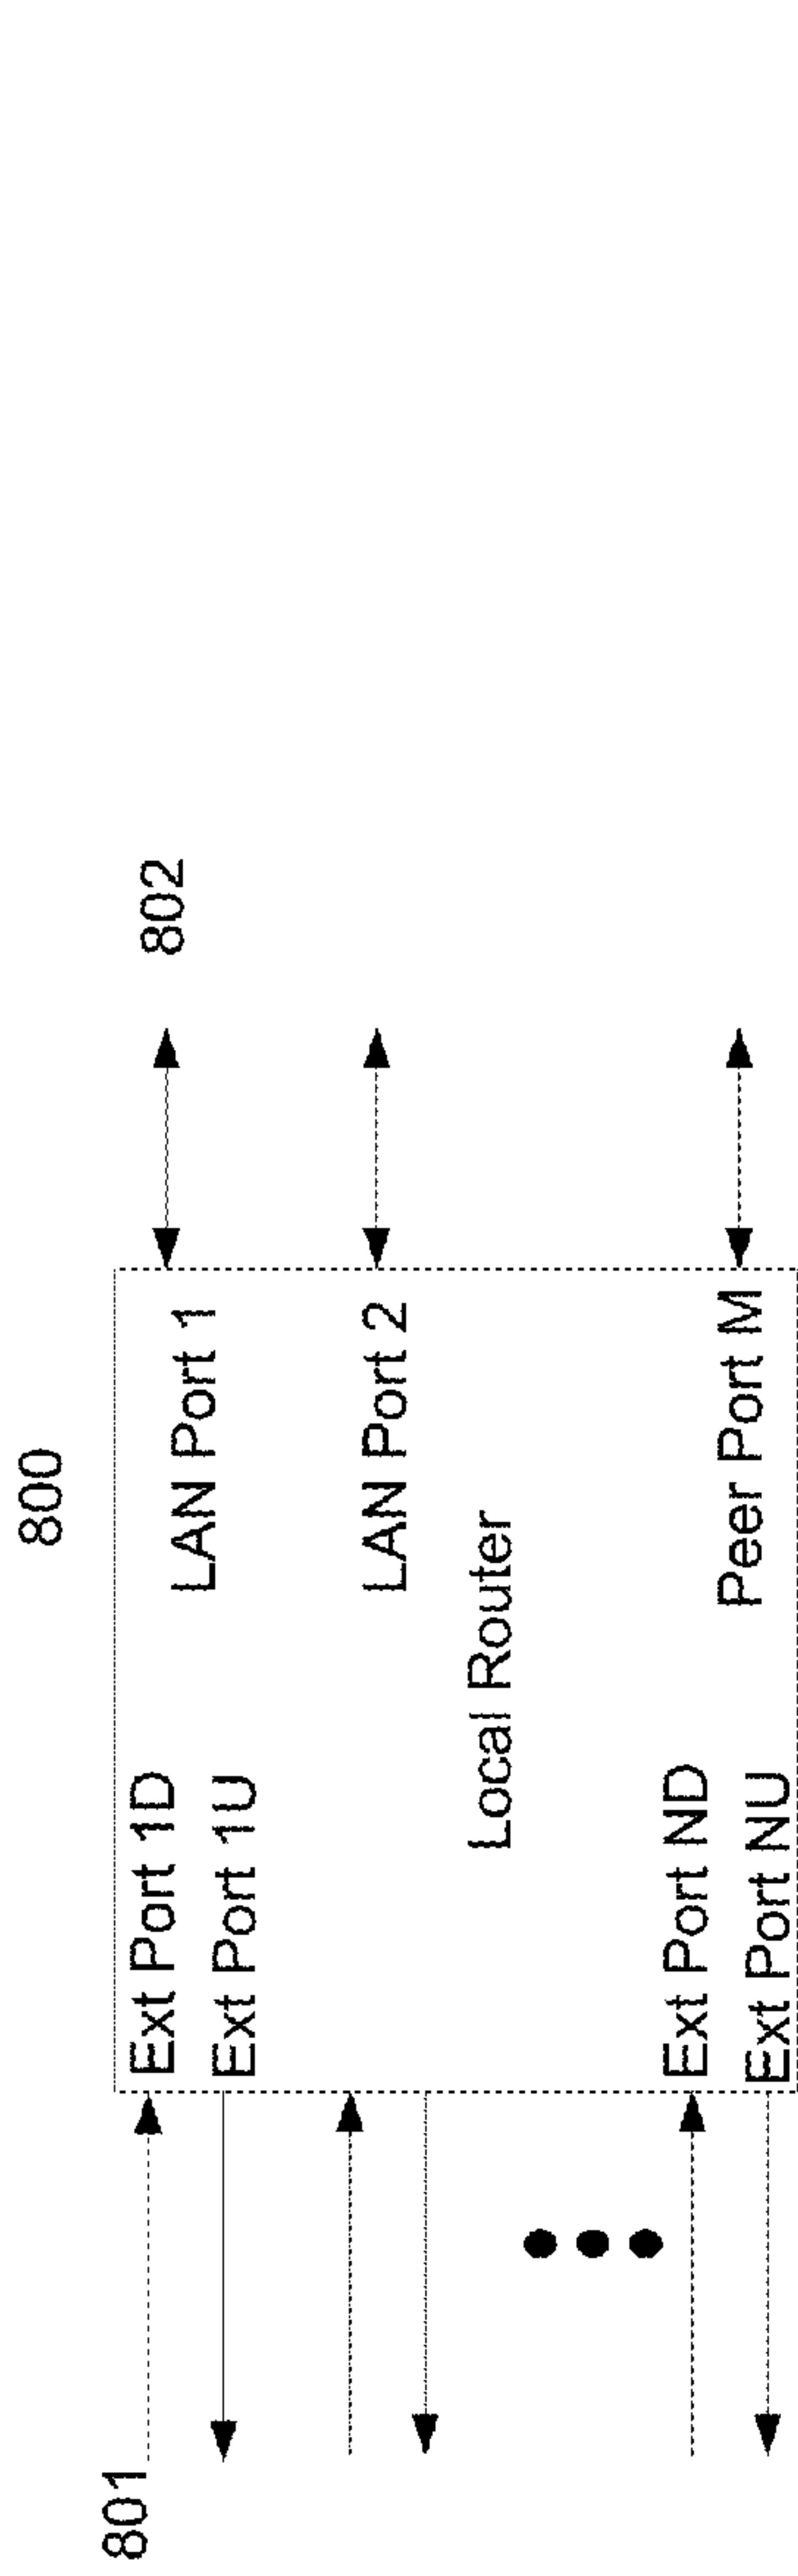 800
801
802
Ext Port 1D
Ext Port 1U
LAN Port 1
LAN Port 2
Local Router
Ext Port ND
Ext Port NU
Peer Port M